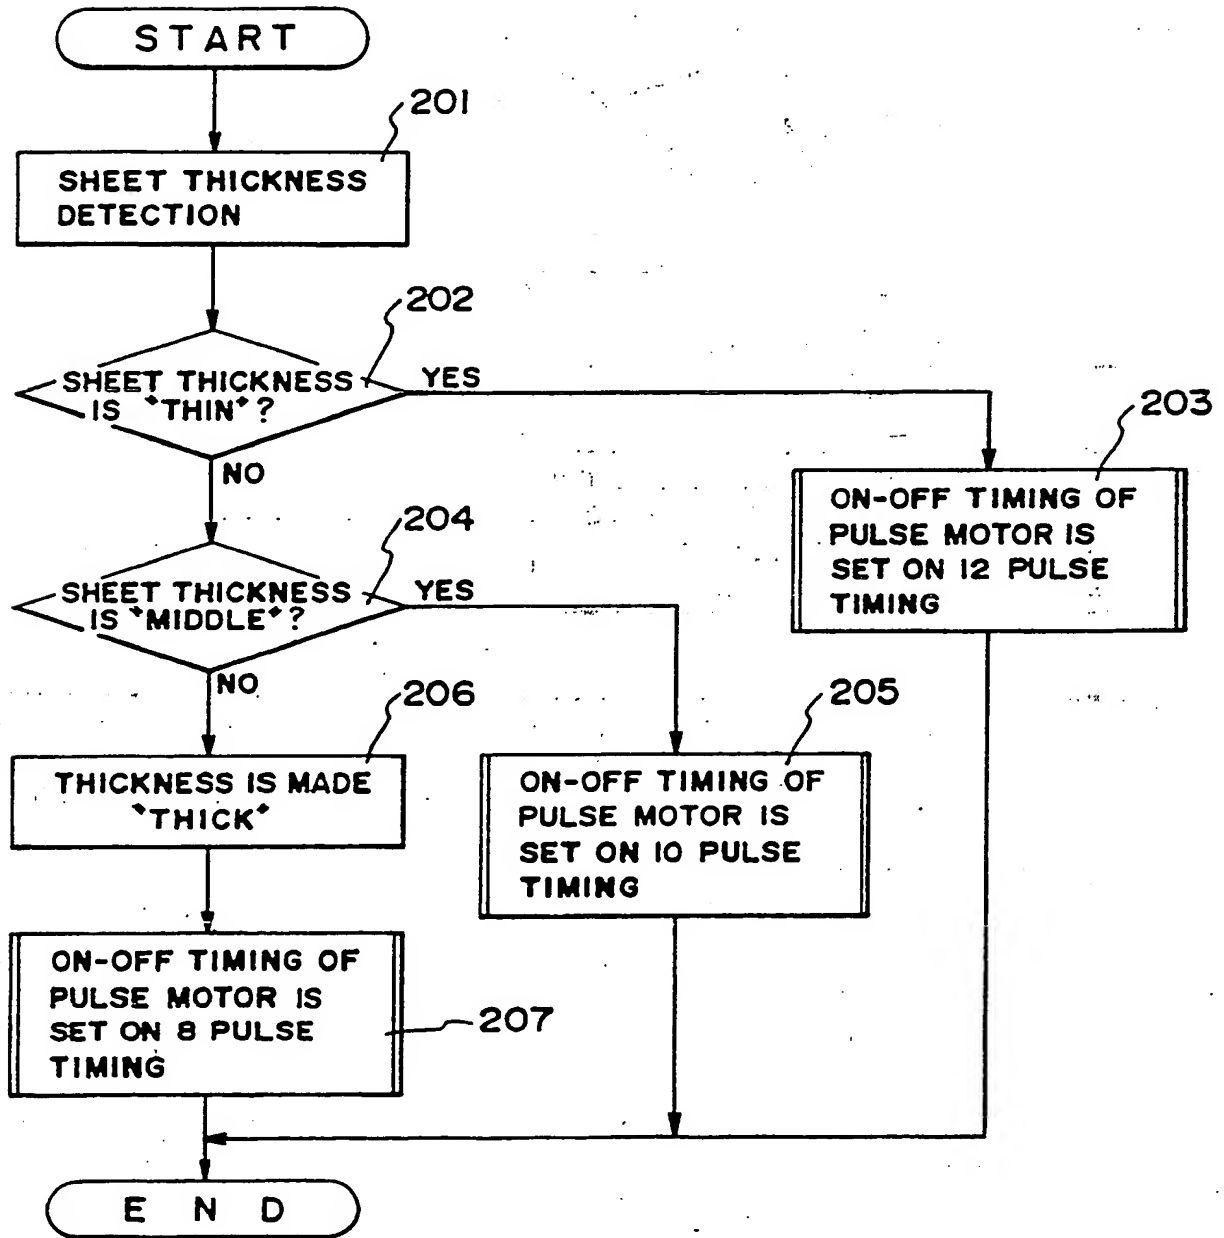 START
201
SHEET THICKNESS
DETECTION
202
SHEET THICKNESS
IS "THIN"?
YES
NO
203
ON-OFF TIMING OF
PULSE MOTOR IS
SET ON 12 PULSE
TIMING
204
SHEET THICKNESS
IS "MIDDLE"?
YES
NO
205
ON-OFF TIMING OF
PULSE MOTOR IS
SET ON 10 PULSE
TIMING
206
THICKNESS IS MADE
"THICK"
ON-OFF TIMING OF
PULSE MOTOR IS
SET ON 8 PULSE
TIMING
207
END